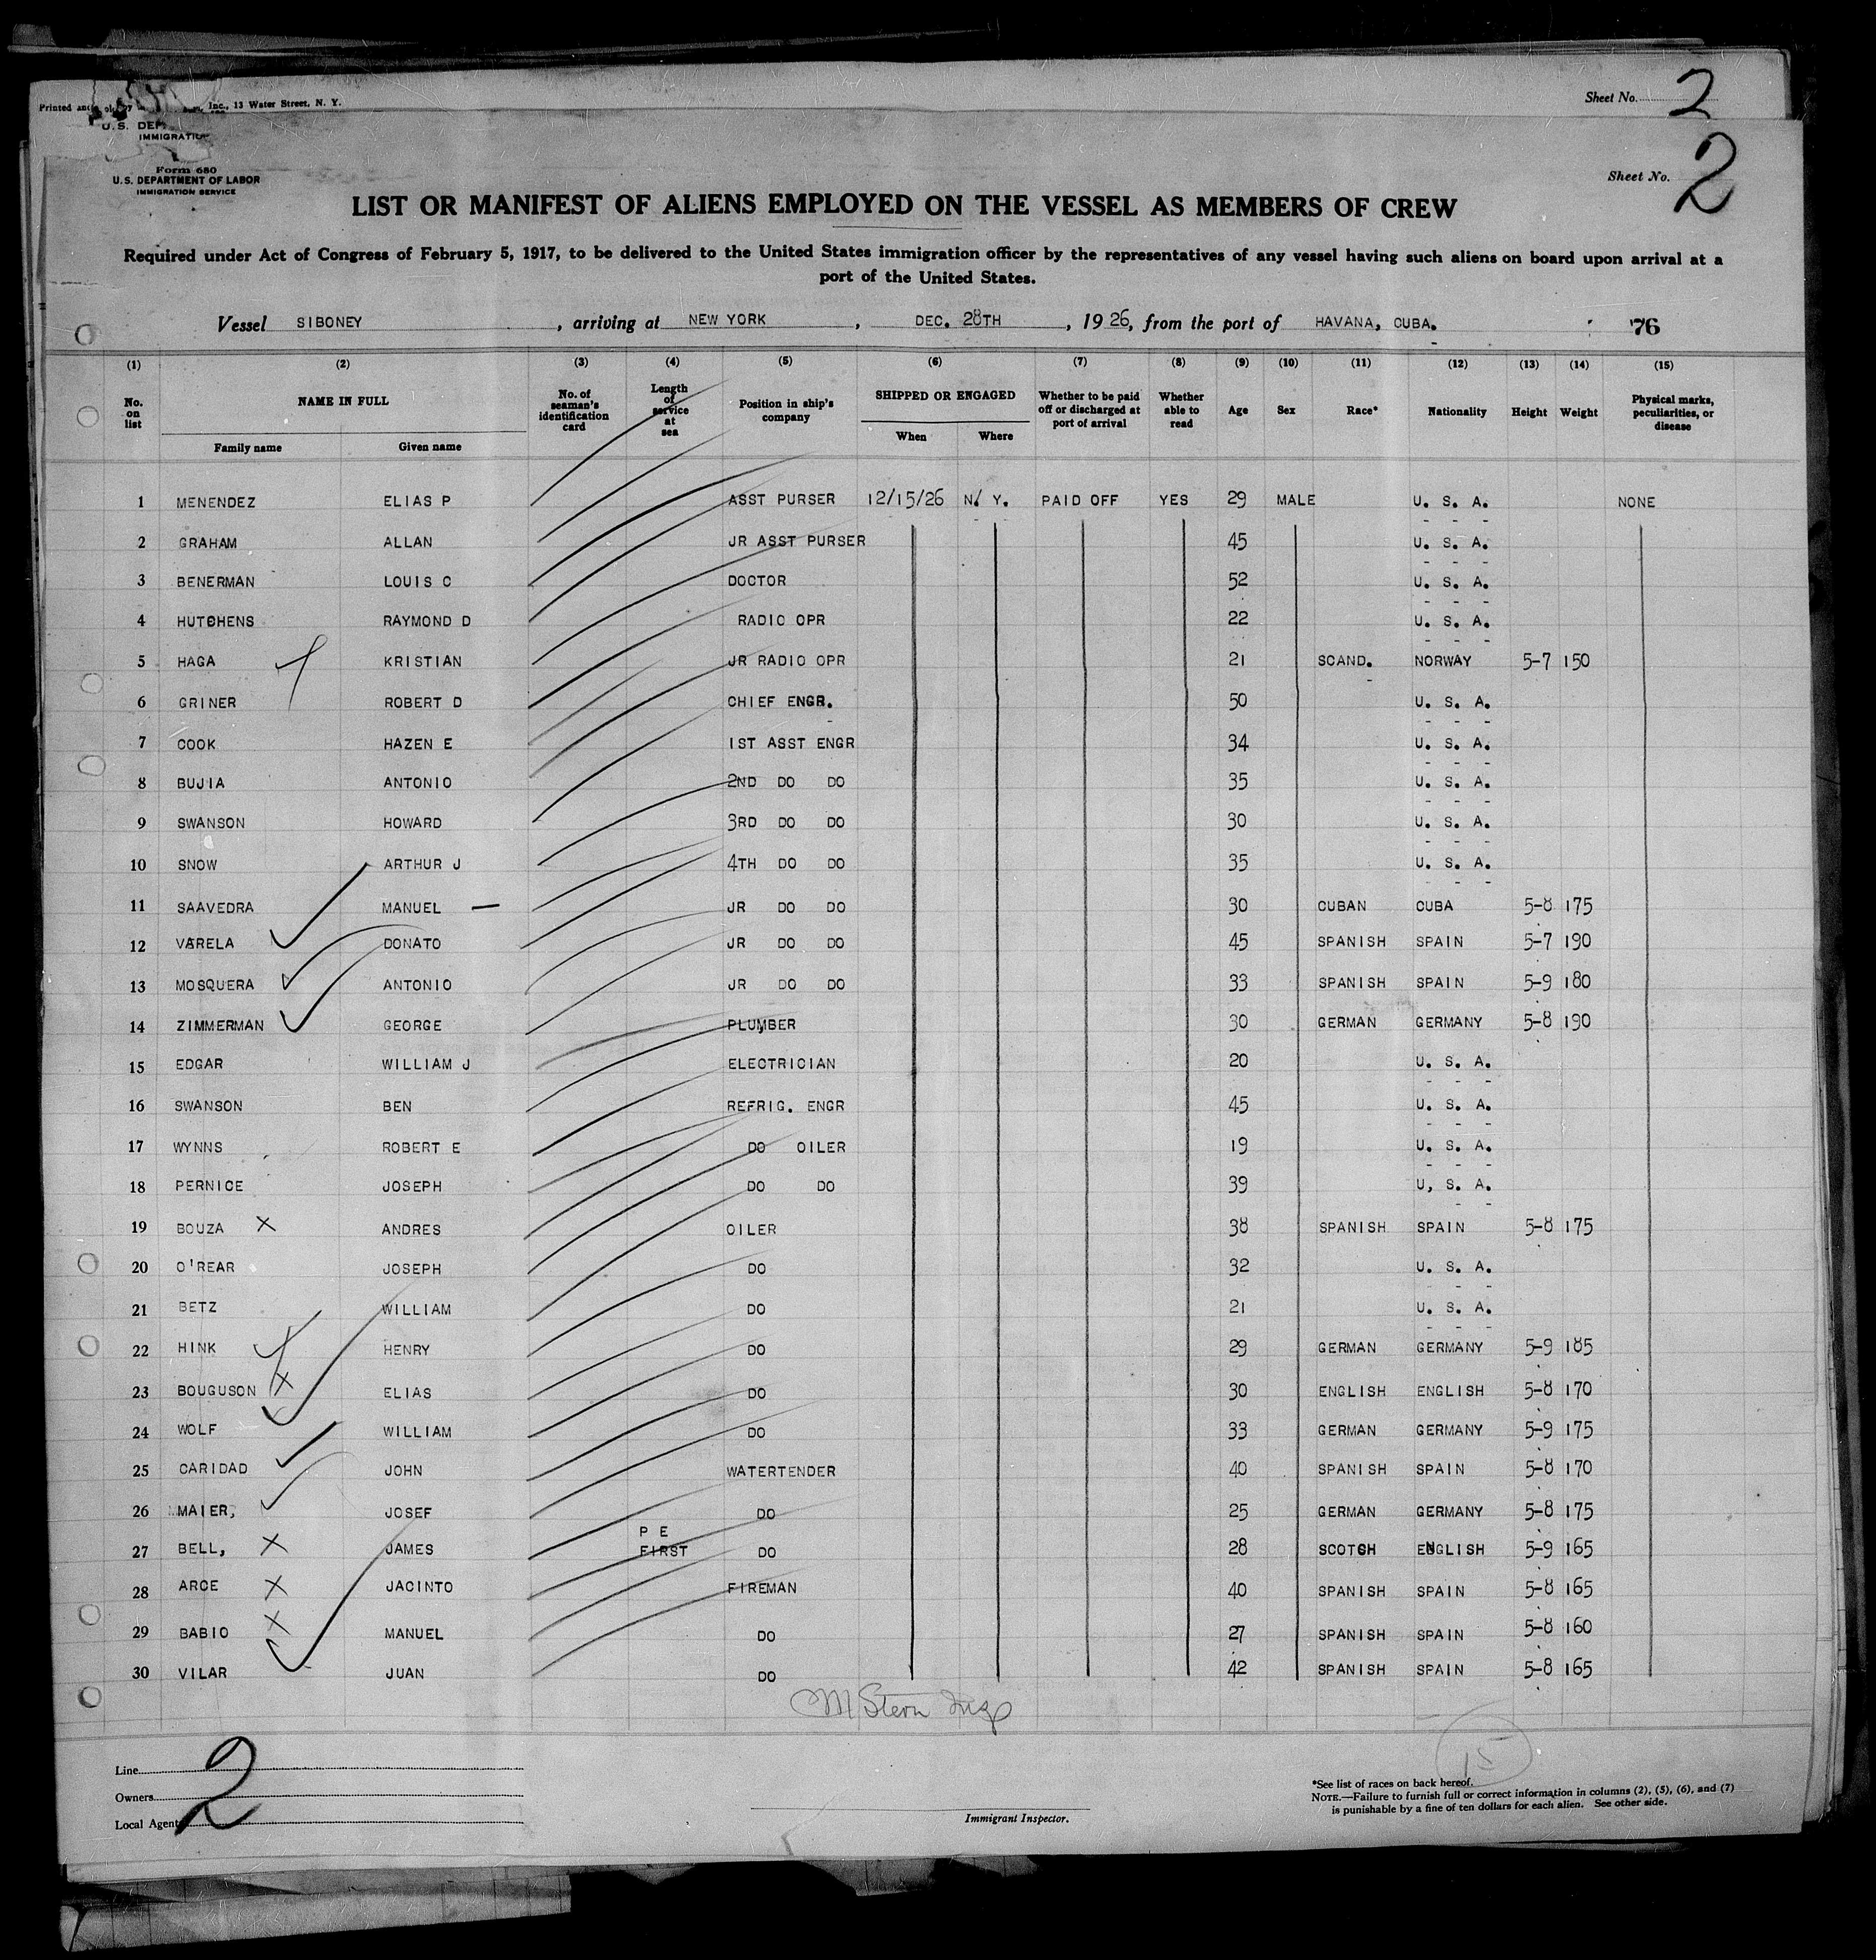 Printed and Inc., 13 Water Street, N. Y.
Sheet No. 2
U.S. DEP
IMMIGRATIO
Form 680
U.S. DEPARTMENT OF LABOR
IMMIGRATION SERVICE
Sheet No. 2
LIST OR MANIFEST OF ALIENS EMPLOYED ON THE VESSEL AS MEMBERS OF CREW
Required under Act of Congress of February 5, 1917, to be delivered to the United States immigration officer by the representatives of any vessel having such aliens on board upon arrival at a
port of the United States.
Vessel SIBONEY, arriving at NEW YORK, DEC. 28TH, 1926, from the port of HAVANA, CUBA. 76
(1) (2) (3) (4) (5) (6) (7) (8) (9) (10) (11) (12) (13) (14) (15)
No. on list NAME IN FULL Family name Given name No. of seaman's identification card Length of service at sea Position in ship's company SHIPPED OR ENGAGED When Where Whether to be paid off or discharged at port of arrival Whether able to read Age Sex Race* Nationality Height Weight Physical marks, peculiarities, or disease
1 MENENDEZ ELIAS P ASST PURSER 12/15/26 N. Y. PAID OFF YES 29 MALE U. S. A. NONE
2 GRAHAM ALLAN JR ASST PURSER 45 U. S. A.
3 BENERMAN LOUIS C DOCTOR 52 U. S. A.
4 HUTCHENS RAYMOND D RADIO OPR 22 U. S. A.
5 HAGA KRISTIAN JR RADIO OPR 21 SCAND. NORWAY 5-7 150
6 GRINER ROBERT D CHIEF ENGR. 50 U. S. A.
7 COOK HAZEN E 1ST ASST ENGR 34 U. S. A.
8 BUJIA ANTONIO 2ND DO DO 35 U. S. A.
9 SWANSON HOWARD 3RD DO DO 30 U. S. A.
10 SNOW ARTHUR J 4TH DO DO 35 U. S. A.
11 SAAVEDRA MANUEL — JR DO DO 30 CUBAN CUBA 5-8 175
12 VARELA DONATO JR DO DO 45 SPANISH SPAIN 5-7 190
13 MOSQUERA ANTONIO JR DO DO 33 SPANISH SPAIN 5-9 180
14 ZIMMERMAN GEORGE PLUMBER 30 GERMAN GERMANY 5-8 190
15 EDGAR WILLIAM J ELECTRICIAN 20 U. S. A.
16 SWANSON BEN REFRIG. ENGR 45 U. S. A.
17 WYNNS ROBERT E DO OILER 19 U. S. A.
18 PERNICE JOSEPH DO DO 39 U, S. A.
19 BOUZA X ANDRES OILER 38 SPANISH SPAIN 5-8 175
20 O'REAR JOSEPH DO 32 U. S. A.
21 BETZ WILLIAM DO 21 U. S. A.
22 HINK HENRY DO 29 GERMAN GERMANY 5-9 185
23 BOUGUSON X ELIAS DO 30 ENGLISH ENGLISH 5-8 170
24 WOLF WILLIAM DO 33 GERMAN GERMANY 5-9 175
25 CARIDAD JOHN WATERTENDER 40 SPANISH SPAIN 5-8 170
26 MAIER, JOSEF DO 25 GERMAN GERMANY 5-8 175
27 BELL, X JAMES P E FIRST DO 28 SCOTCH ENGLISH 5-9 165
28 ARCE X JACINTO FIREMAN 40 SPANISH SPAIN 5-8 165
29 BABIO X MANUEL DO 27 SPANISH SPAIN 5-8 160
30 VILAR JUAN DO 42 SPANISH SPAIN 5-8 165
M Stern Insp
15
Line
Owners
Local Agent
2
Immigrant Inspector.
*See list of races on back hereof.
NOTE.—Failure to furnish full or correct information in columns (2), (5), (6), and (7)
is punishable by a fine of ten dollars for each alien. See other side.